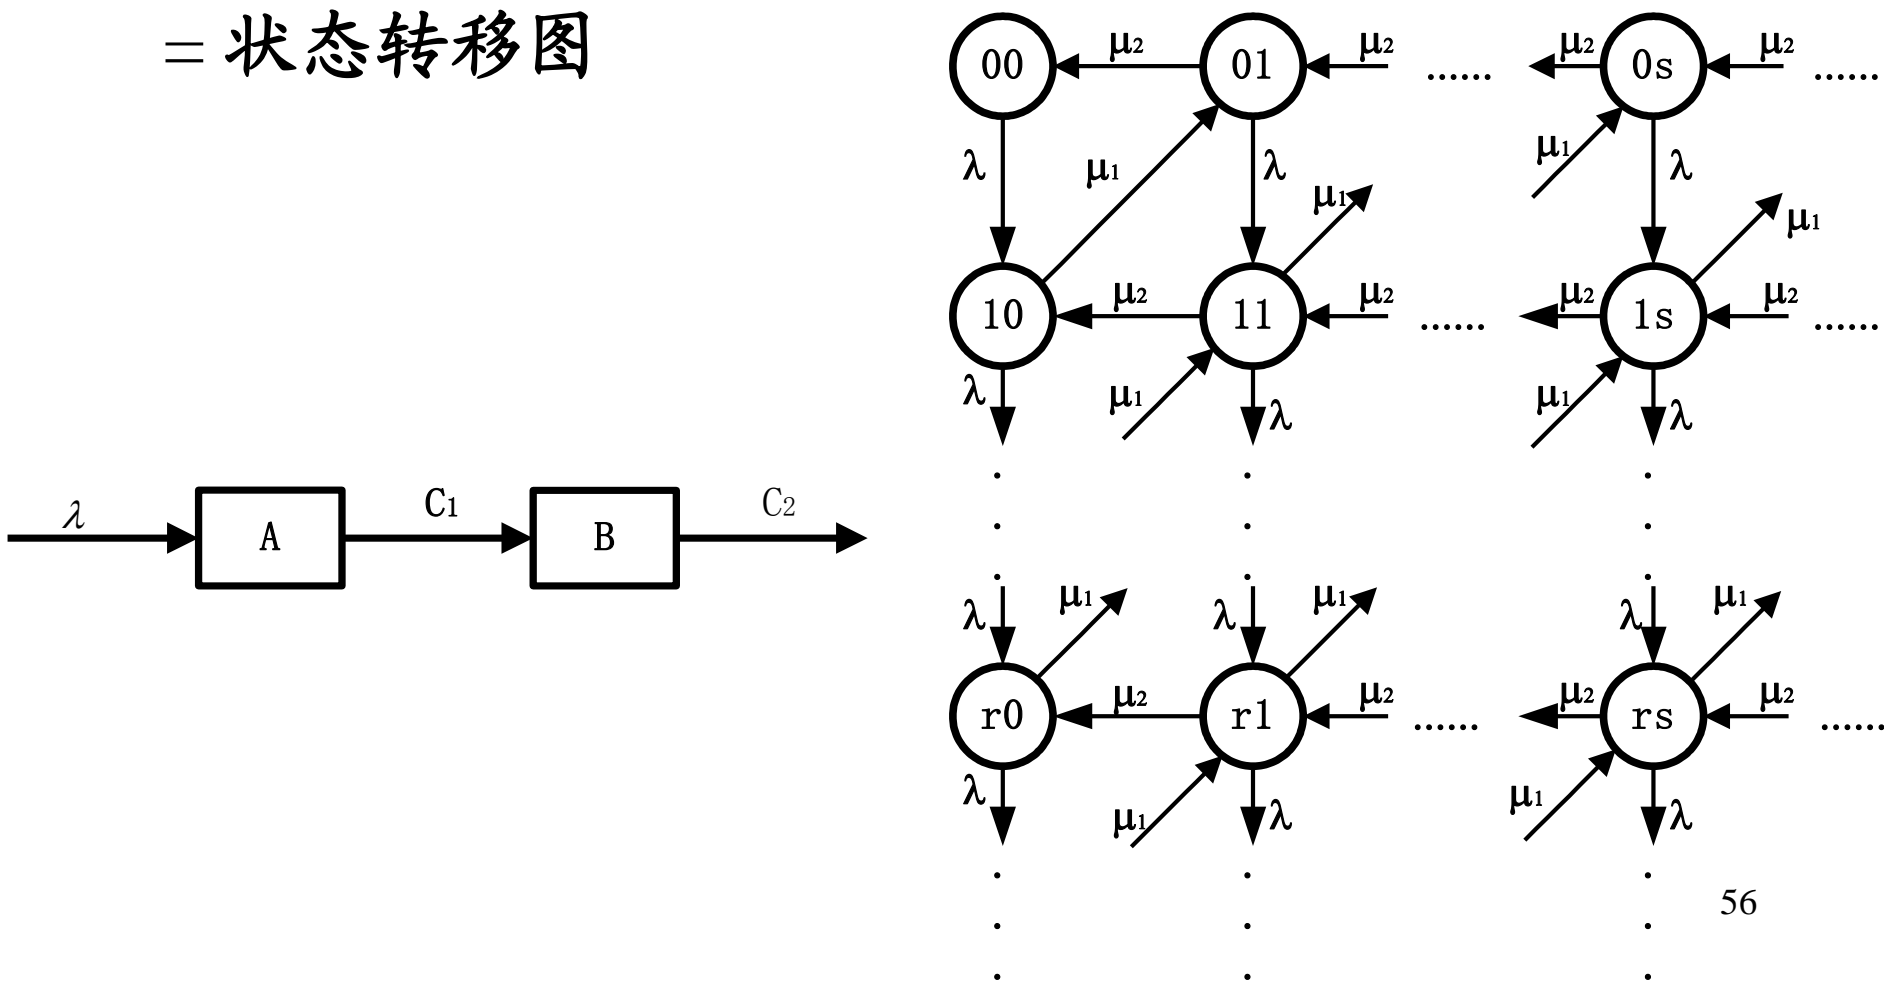 = 状态转移图
00 μ2 01 μ2 ...... μ2 0s μ2 ......
λ μ1 λ μ1 μ1 λ μ1
10 μ2 11 μ2 ...... μ2 1s μ2 ......
λ μ1 λ μ1 λ
λ A C1 B C2
λ μ1 λ μ1 λ μ1
r0 μ2 r1 μ2 ...... μ2 rs μ2 ......
λ μ1 λ μ1 λ
56